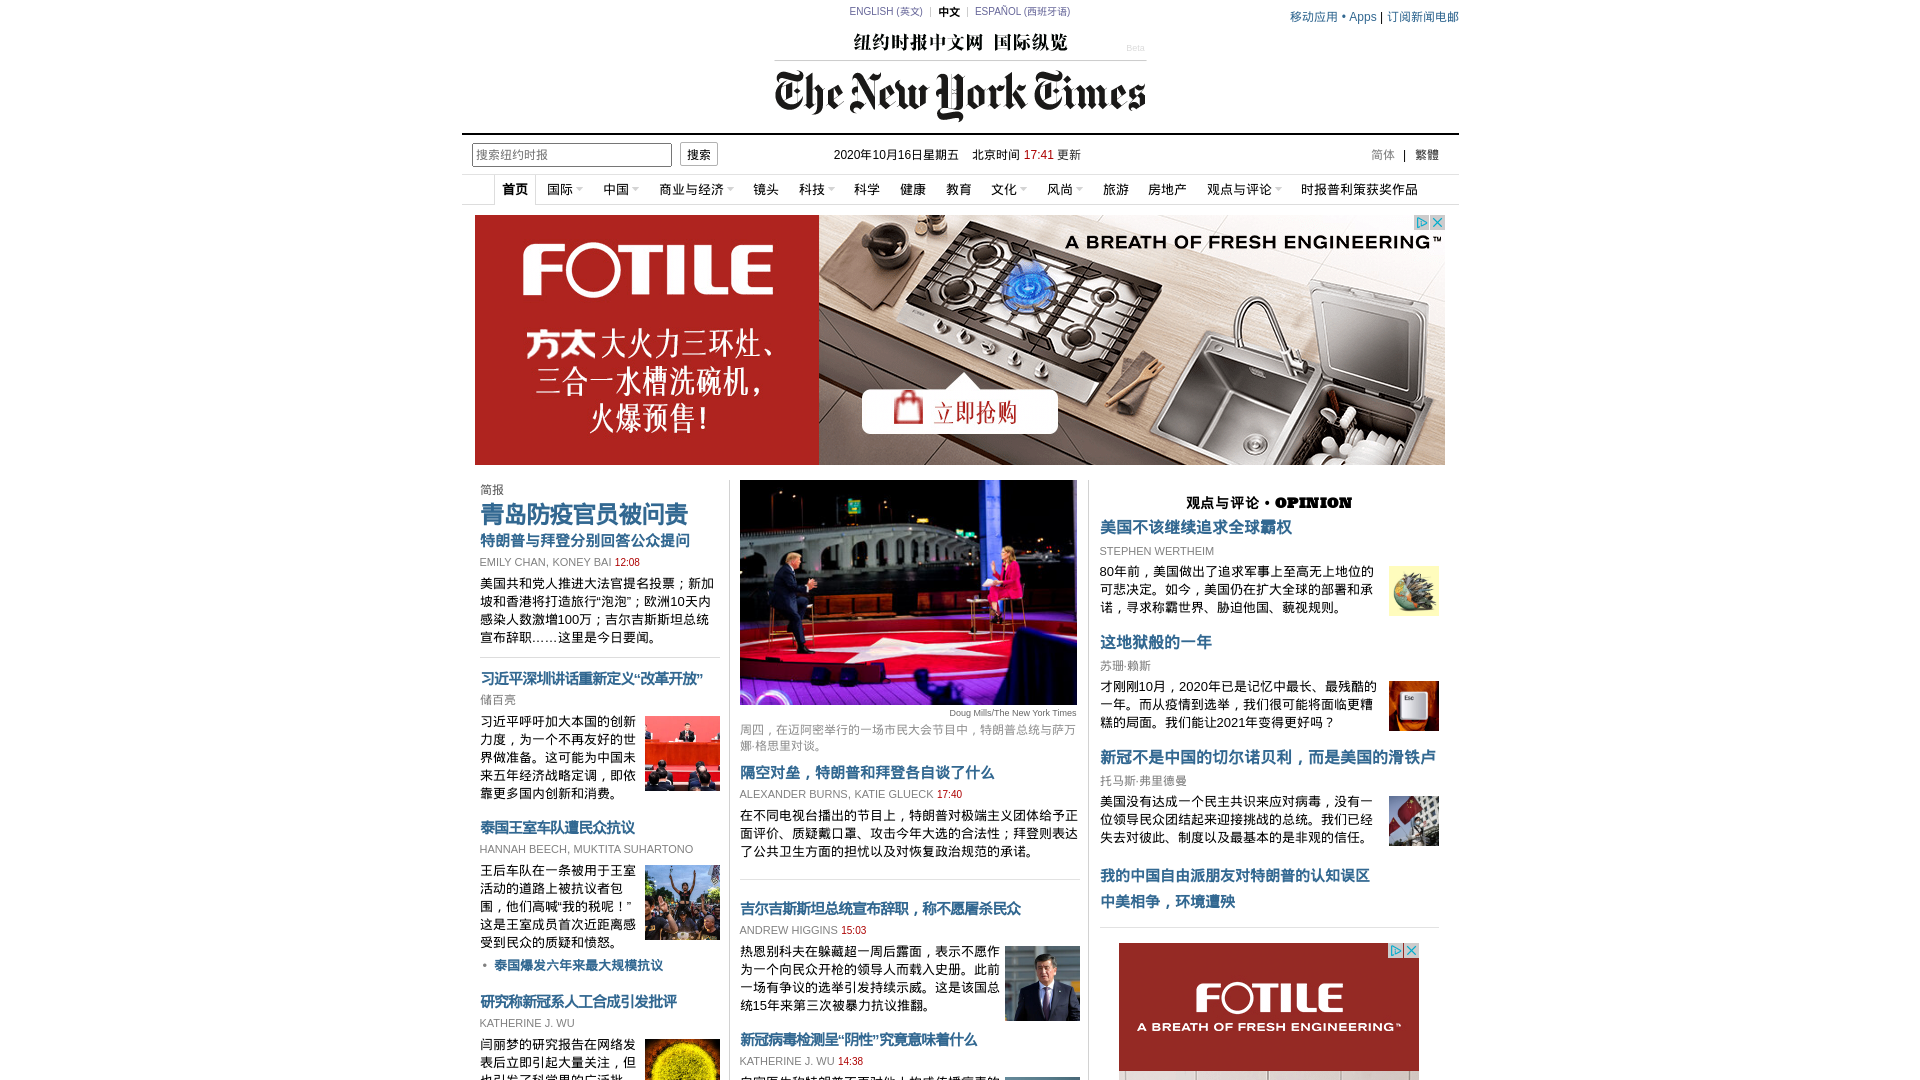 ENGLISH (英文) | 中文 | ESPAÑOL (西班牙语)
移动应用 • Apps | 订阅新闻电邮
纽约时报中文网 国际纵览
Beta
The New York Times
搜索纽约时报 搜索
2020年10月16日星期五 北京时间 17:41 更新
简体 | 繁體
首页 国际 中国 商业与经济 镜头 科技 科学 健康 教育 文化 风尚 旅游 房地产 观点与评论 时报普利策获奖作品
FOTILE
方太大火力三环灶、
三合一水槽洗碗机，
火爆预售！
A BREATH OF FRESH ENGINEERING™
立即抢购
简报
青岛防疫官员被问责
特朗普与拜登分别回答公众提问
EMILY CHAN, KONEY BAI 12:08
美国共和党人推进大法官提名投票；新加
坡和香港将打造旅行“泡泡”；欧洲10天内
感染人数激增100万；吉尔吉斯斯坦总统
宣布辞职……这里是今日要闻。
习近平深圳讲话重新定义“改革开放”
储百亮
习近平呼吁加大本国的创新
力度，为一个不再友好的世
界做准备。这可能为中国未
来五年经济战略定调，即依
靠更多国内创新和消费。
泰国王室车队遭民众抗议
HANNAH BEECH, MUKTITA SUHARTONO
王后车队在一条被用于王室
活动的道路上被抗议者包
围，他们高喊“我的税呢！”
这是王室成员首次近距离感
受到民众的质疑和愤怒。
• 泰国爆发六年来最大规模抗议
研究称新冠系人工合成引发批评
KATHERINE J. WU
闫丽梦的研究报告在网络发
表后立即引起大量关注，但
Doug Mills/The New York Times
周四，在迈阿密举行的一场市民大会节目中，特朗普总统与萨万
娜·格思里对谈。
隔空对垒，特朗普和拜登各自谈了什么
ALEXANDER BURNS, KATIE GLUECK 17:40
在不同电视台播出的节目上，特朗普对极端主义团体给予正
面评价、质疑戴口罩、攻击今年大选的合法性；拜登则表达
了公共卫生方面的担忧以及对恢复政治规范的承诺。
吉尔吉斯斯坦总统宣布辞职，称不愿屠杀民众
ANDREW HIGGINS 15:03
热恩别科夫在躲藏超一周后露面，表示不愿作
为一个向民众开枪的领导人而载入史册。此前
一场有争议的选举引发持续示威。这是该国总
统15年来第三次被暴力抗议推翻。
新冠病毒检测呈“阴性”究竟意味着什么
KATHERINE J. WU 14:38
观点与评论 • OPINION
美国不该继续追求全球霸权
STEPHEN WERTHEIM
80年前，美国做出了追求军事上至高无上地位的
可悲决定。如今，美国仍在扩大全球的部署和承
诺，寻求称霸世界、胁迫他国、藐视规则。
这地狱般的一年
苏珊·赖斯
才刚刚10月，2020年已是记忆中最长、最残酷的
一年。而从疫情到选举，我们很可能将面临更糟
糕的局面。我们能让2021年变得更好吗？
Esc
新冠不是中国的切尔诺贝利，而是美国的滑铁卢
托马斯·弗里德曼
美国没有达成一个民主共识来应对病毒，没有一
位领导民众团结起来迎接挑战的总统。我们已经
失去对彼此、制度以及最基本的是非观的信任。
我的中国自由派朋友对特朗普的认知误区
中美相争，环境遭殃
FOTILE
A BREATH OF FRESH ENGINEERING™